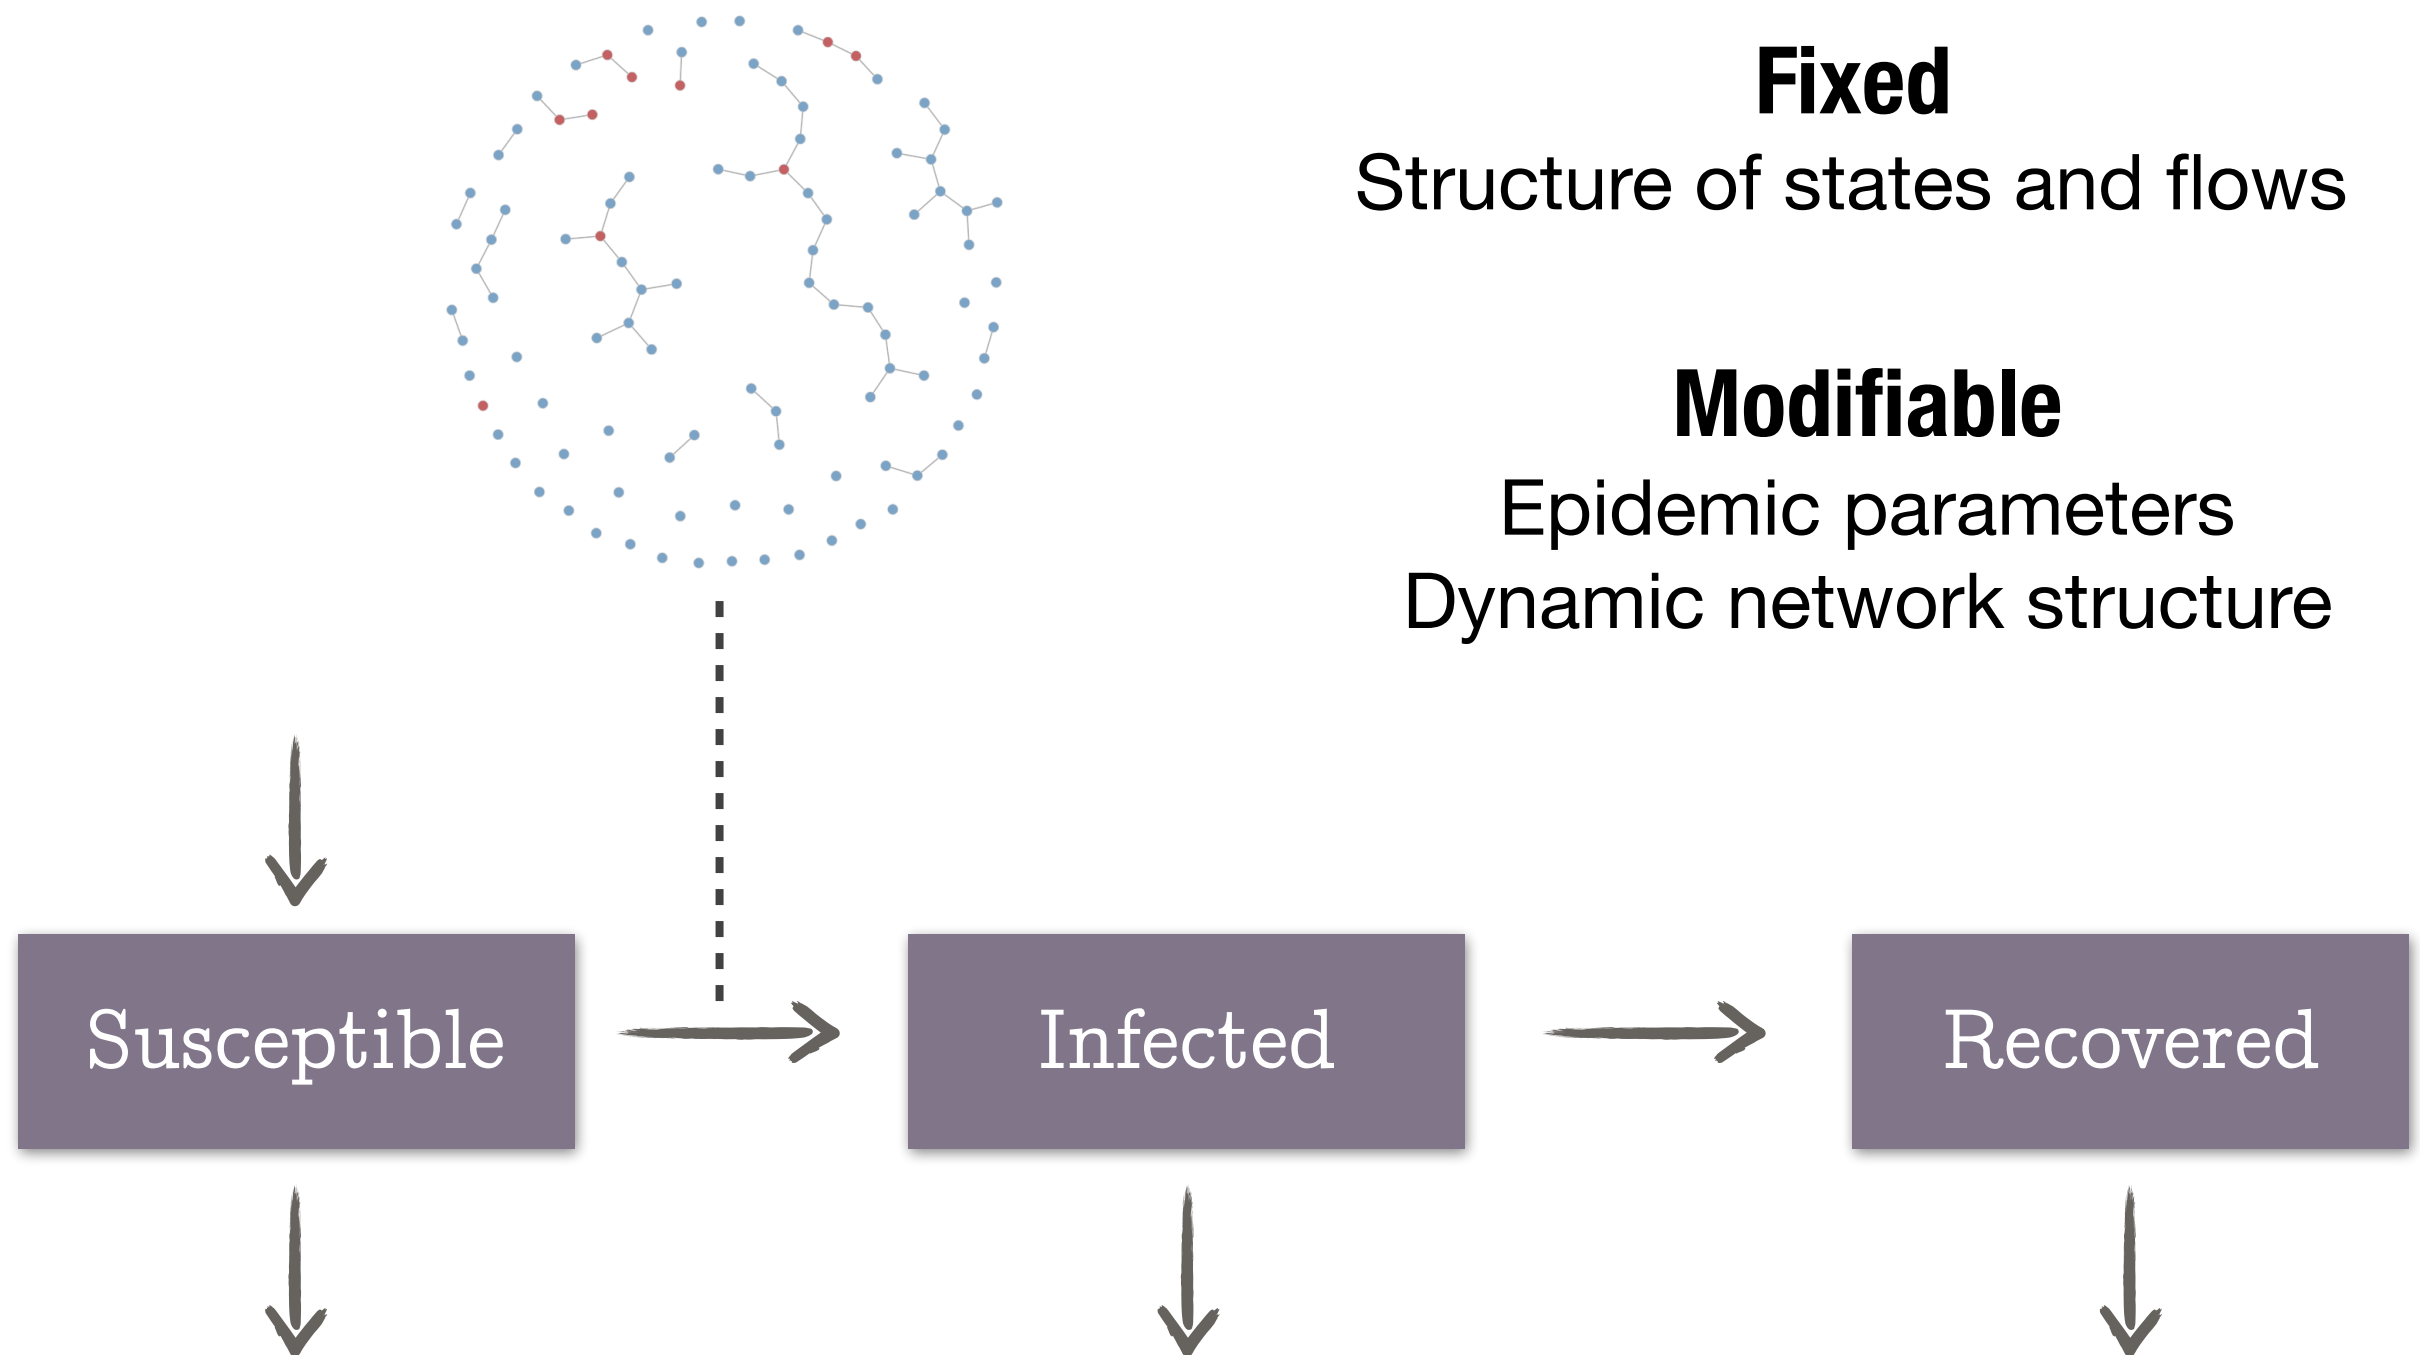 Fixed
Structure of states and flows
Modifiable
Epidemic parameters
Dynamic network structure
Susceptible
Infected
Recovered